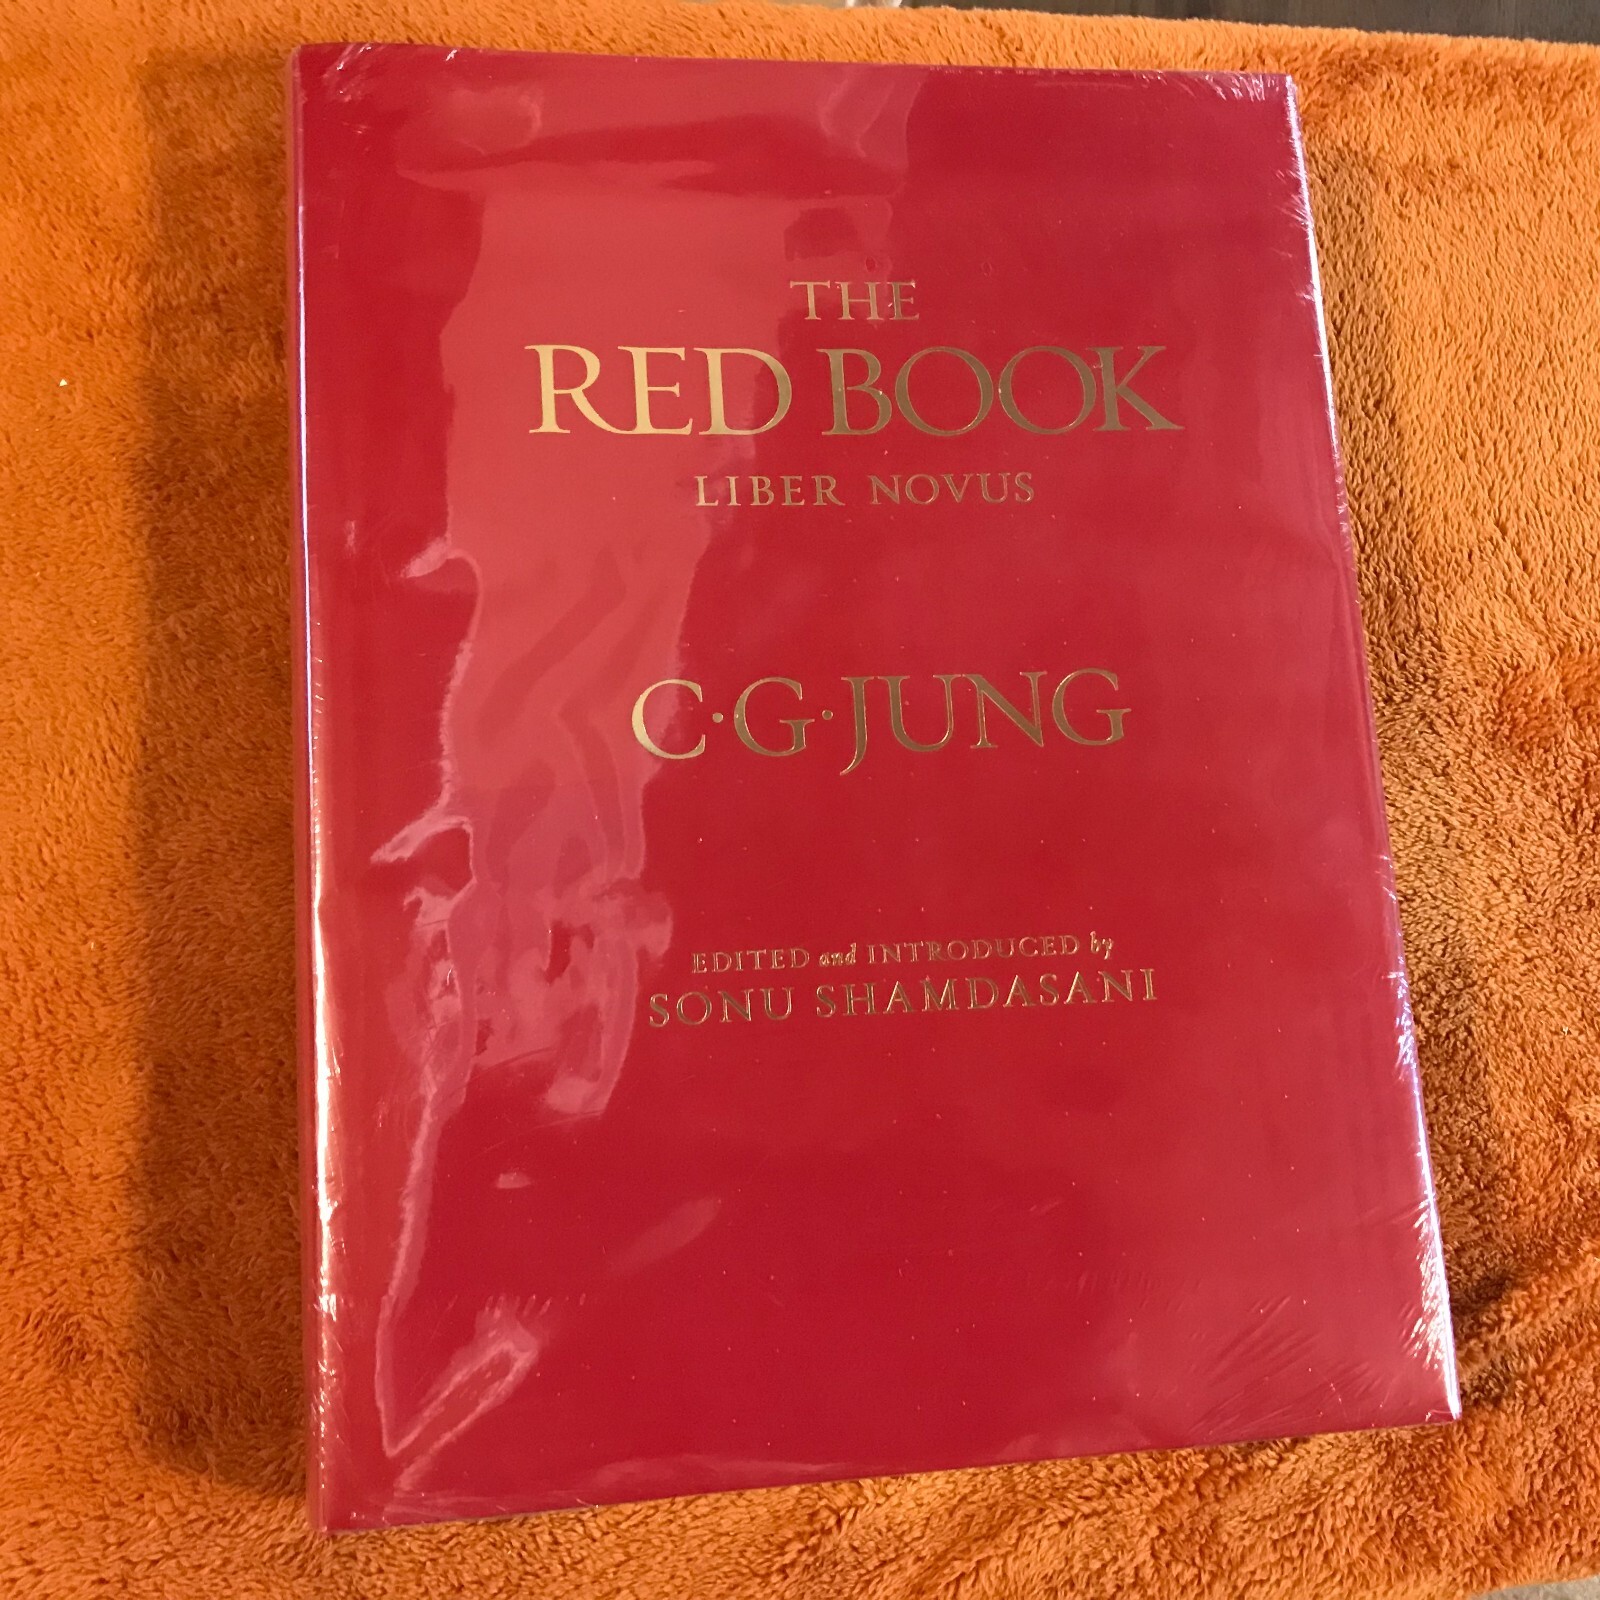 THE
RED BOOK
LIBER NOVUS
C·G·JUNG
EDITED and INTRODUCED by
SONU SHAMDASANI